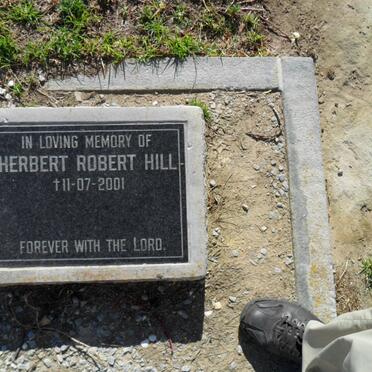 IN LOVING MEMORY OF
HERBERT ROBERT HILL
†11-07-2001
FOREVER WITH THE LORD.